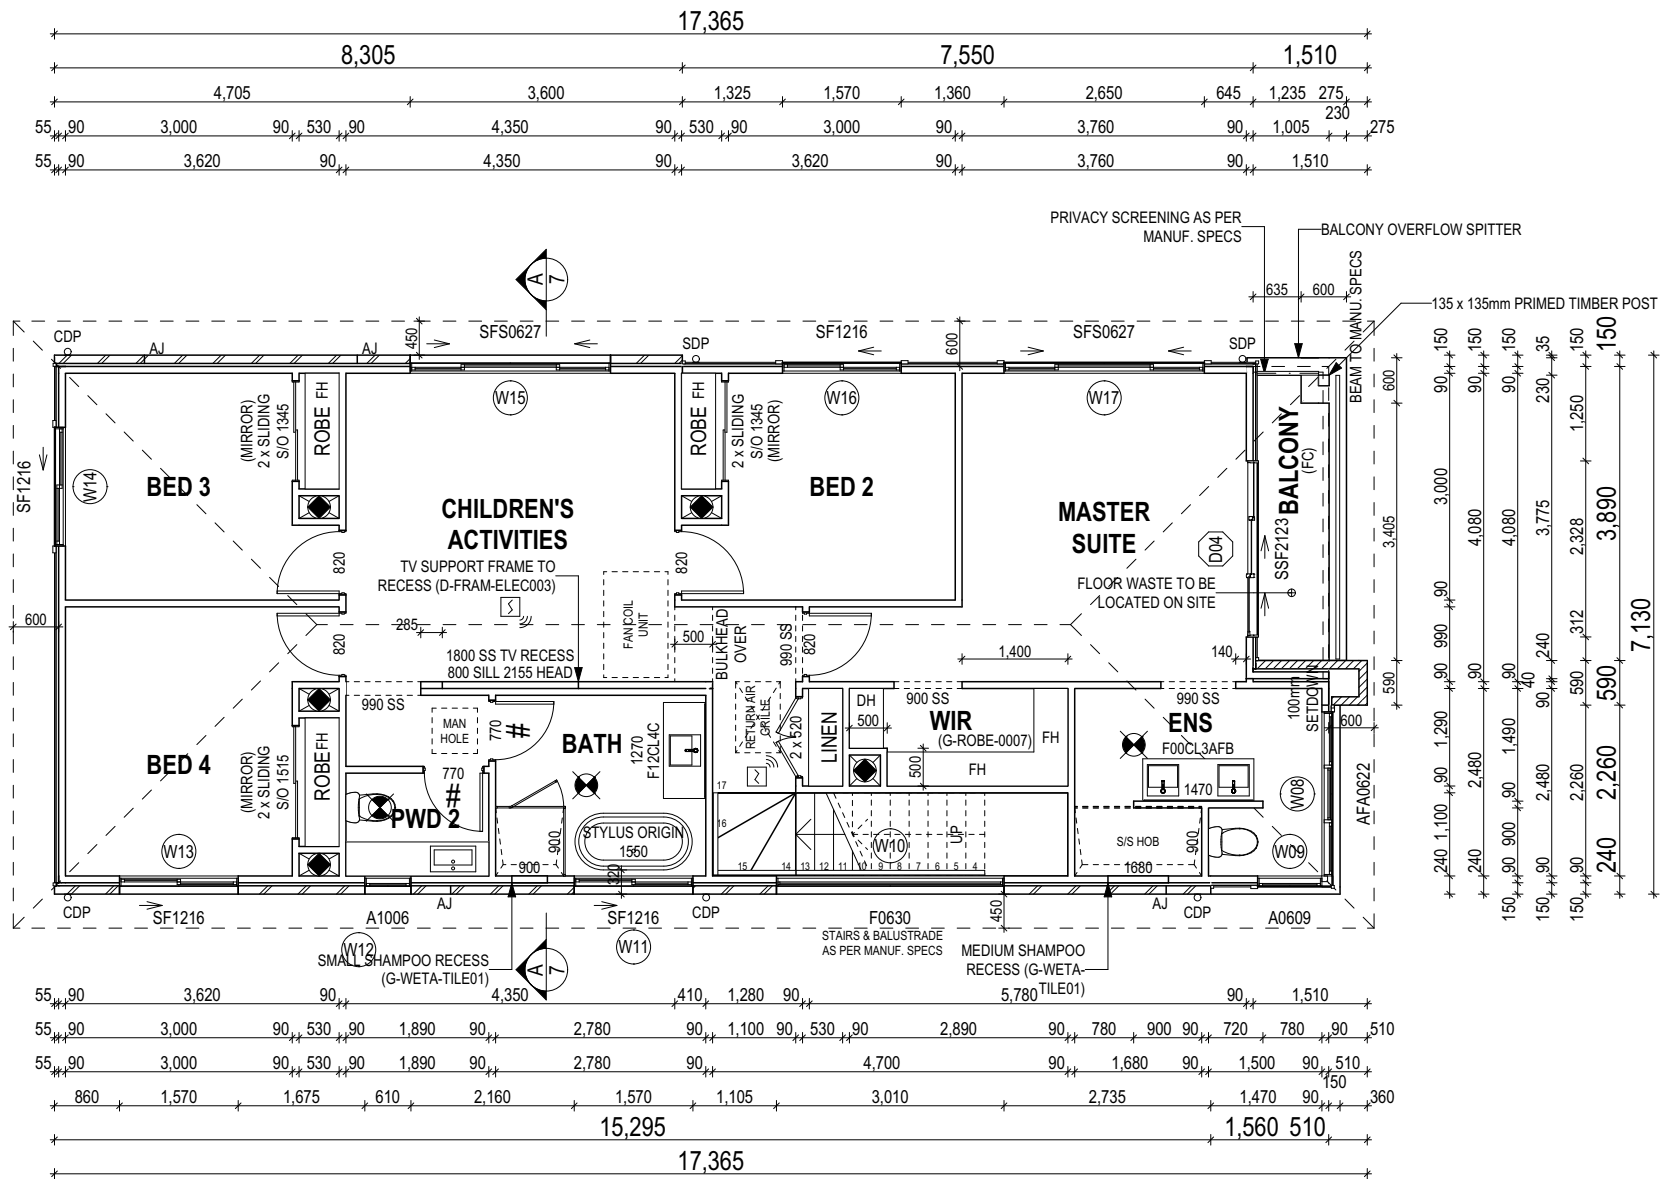 17,365
8,305 7,550 1,510
4,705 3,600 1,325 1,570 1,360 2,650 645 1,235 275
230
55 90 3,000 90 530 90 4,350 90 530 90 3,000 90 3,760 90 1,005 275
55 90 3,620 90 4,350 90 3,620 90 3,760 90 1,510
PRIVACY SCREENING AS PER
MANUF. SPECS
BALCONY OVERFLOW SPITTER
BEAM TO MANU. SPECS
635 600
135 x 135mm PRIMED TIMBER POST
A
7
CDP
AJ
AJ
450
SFS0627
SDP
SF1216
600
SFS0627
SDP
W15
W16
W17
SF1216
W14
BED 3
(MIRROR)
2 x SLIDING
S/O 1345
ROBE FH
CHILDREN'S
ACTIVITIES
TV SUPPORT FRAME TO
RECESS (D-FRAM-ELEC003)
ROBE FH
2 x SLIDING
S/O 1345
(MIRROR)
BED 2
MASTER
SUITE
D04
SSF2123
BALCONY
(FC)
FLOOR WASTE TO BE
LOCATED ON SITE
820
820
820
820
600
285
FAN COIL
UNIT
500
BULKHEAD
OVER
990 SS
1,400
140
1800 SS TV RECESS
800 SILL 2155 HEAD
990 SS
MAN
HOLE
770
#
BATH
1270
F12CL4C
RETURN AIR
GRILLE
2 x 520
LINEN
DH
500
900 SS
WIR
(G-ROBE-0007)
FH
FH
500
990 SS
ENS
F00CL3AFB
1470
100mm
SETDOWN
600
W08
AFA0622
BED 4
(MIRROR)
2 x SLIDING
S/O 1515
ROBE FH
770
#
PWD 2
W13
900
900
STYLUS ORIGIN
1550
320
17
16
15 14 13 12 11 10 9 8 7 6 5 4
W10
UP
S/S HOB
1680
900
W09
CDP
SF1216
A1006
AJ
SF1216
CDP
F0630
450
AJ
CDP
A0609
W12
W11
SMALL SHAMPOO RECESS
(G-WETA-TILE01)
A
7
STAIRS & BALUSTRADE
AS PER MANUF. SPECS
MEDIUM SHAMPOO
RECESS (G-WETA-
TILE01)
150 90 3,000 90 990 90 1,290 90 1,100 240
150 90 4,080 90 2,480 240
150 90 4,080 90 1,490 90 900 90 150
35 230 3,775 240 40 90 2,480 90 150
150 1,250 2,328 312 590 2,260 90 150
150 3,890 590 2,260 240
7,130
600 3,405 590
55 90 3,620 90 4,350 410 1,280 90 5,780 90 1,510
55 90 3,000 90 530 90 1,890 90 2,780 90 1,100 90 530 90 2,890 90 780 900 90 720 780 90 510
55 90 3,000 90 530 90 1,890 90 2,780 90 4,700 90 1,680 90 1,500 90 510
150
860 1,570 1,675 610 2,160 1,570 1,105 3,010 2,735 1,470 90 360
15,295 1,560 510
17,365